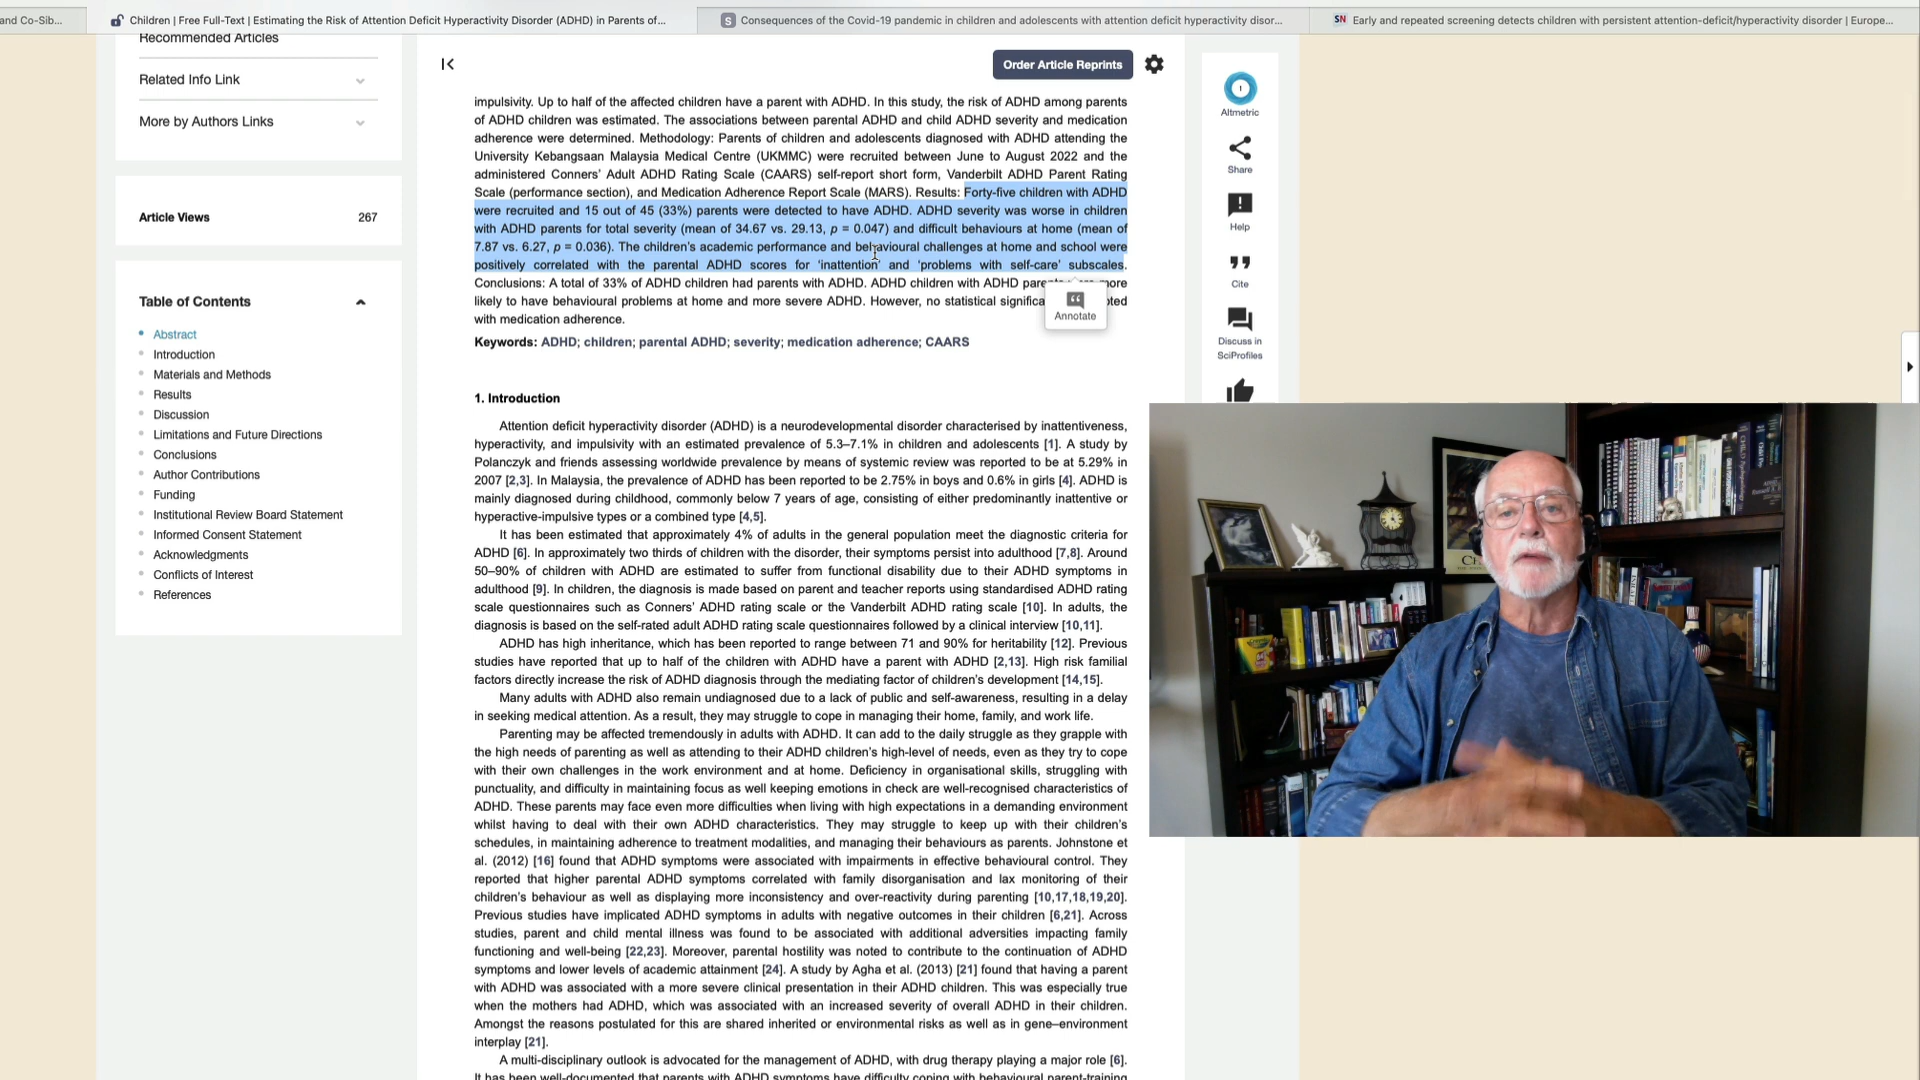 and Co-Sib...
Children | Free Full-Text | Estimating the Risk of Attention Deficit Hyperactivity Disorder (ADHD) in Parents of...
S Consequences of the Covid-19 pandemic in children and adolescents with attention deficit hyperactivity disor...
SN Early and repeated screening detects children with persistent attention-deficit/hyperactivity disorder | Europe...
Recommended Articles
Related Info Link
More by Authors Links
Article Views 267
Table of Contents
Abstract
Introduction
Materials and Methods
Results
Discussion
Limitations and Future Directions
Conclusions
Author Contributions
Funding
Institutional Review Board Statement
Informed Consent Statement
Acknowledgments
Conflicts of Interest
References
Order Article Reprints
impulsivity. Up to half of the affected children have a parent with ADHD. In this study, the risk of ADHD among parents
of ADHD children was estimated. The associations between parental ADHD and child ADHD severity and medication
adherence were determined. Methodology: Parents of children and adolescents diagnosed with ADHD attending the
University Kebangsaan Malaysia Medical Centre (UKMMC) were recruited between June to August 2022 and the
administered Conners' Adult ADHD Rating Scale (CAARS) self-report short form, Vanderbilt ADHD Parent Rating
Scale (performance section), and Medication Adherence Report Scale (MARS). Results: Forty-five children with ADHD
were recruited and 15 out of 45 (33%) parents were detected to have ADHD. ADHD severity was worse in children
with ADHD parents for total severity (mean of 34.67 vs. 29.13, p = 0.047) and difficult behaviours at home (mean of
7.87 vs. 6.27, p = 0.036). The children's academic performance and behavioural challenges at home and school were
positively correlated with the parental ADHD scores for 'inattention' and 'problems with self-care' subscales.
Conclusions: A total of 33% of ADHD children had parents with ADHD. ADHD children with ADHD more
likely to have behavioural problems at home and more severe ADHD. However, no statistical
with medication adherence.
Annotate
Keywords: ADHD; children; parental ADHD; severity; medication adherence; CAARS
1. Introduction
Attention deficit hyperactivity disorder (ADHD) is a neurodevelopmental disorder characterised by inattentiveness,
hyperactivity, and impulsivity with an estimated prevalence of 5.3–7.1% in children and adolescents [1]. A study by
Polanczyk and friends assessing worldwide prevalence by means of systemic review was reported to be at 5.29% in
2007 [2,3]. In Malaysia, the prevalence of ADHD has been reported to be 2.75% in boys and 0.6% in girls [4]. ADHD is
mainly diagnosed during childhood, commonly below 7 years of age, consisting of either predominantly inattentive or
hyperactive-impulsive types or a combined type [4,5].
It has been estimated that approximately 4% of adults in the general population meet the diagnostic criteria for
ADHD [6]. In approximately two thirds of children with the disorder, their symptoms persist into adulthood [7,8]. Around
50–90% of children with ADHD are estimated to suffer from functional disability due to their ADHD symptoms in
adulthood [9]. In children, the diagnosis is made based on parent and teacher reports using standardised ADHD rating
scale questionnaires such as Conners' ADHD rating scale or the Vanderbilt ADHD rating scale [10]. In adults, the
diagnosis is based on the self-rated adult ADHD rating scale questionnaires followed by a clinical interview [10,11].
ADHD has high inheritance, which has been reported to range between 71 and 90% for heritability [12]. Previous
studies have reported that up to half of the children with ADHD have a parent with ADHD [2,13]. High risk familial
factors directly increase the risk of ADHD diagnosis through the mediating factor of children's development [14,15].
Many adults with ADHD also remain undiagnosed due to a lack of public and self-awareness, resulting in a delay
in seeking medical attention. As a result, they may struggle to cope in managing their home, family, and work life.
Parenting may be affected tremendously in adults with ADHD. It can add to the daily struggle as they grapple with
the high needs of parenting as well as attending to their ADHD children's high-level of needs, even as they try to cope
with their own challenges in the work environment and at home. Deficiency in organisational skills, struggling with
punctuality, and difficulty in maintaining focus as well keeping emotions in check are well-recognised characteristics of
ADHD. These parents may face even more difficulties when living with high expectations in a demanding environment
whilst having to deal with their own ADHD characteristics. They may struggle to keep up with their children's
schedules, in maintaining adherence to treatment modalities, and managing their behaviours as parents. Johnstone et
al. (2012) [16] found that ADHD symptoms were associated with impairments in effective behavioural control. They
reported that higher parental ADHD symptoms correlated with family disorganisation and lax monitoring of their
children's behaviour as well as displaying more inconsistency and over-reactivity during parenting [10,17,18,19,20].
Previous studies have implicated ADHD symptoms in adults with negative outcomes in their children [6,21]. Across
studies, parent and child mental illness was found to be associated with additional adversities impacting family
functioning and well-being [22,23]. Moreover, parental hostility was noted to contribute to the continuation of ADHD
symptoms and lower levels of academic attainment [24]. A study by Agha et al. (2013) [21] found that having a parent
with ADHD was associated with a more severe clinical presentation in their ADHD children. This was especially true
when the mothers had ADHD, which was associated with an increased severity of overall ADHD in their children.
Amongst the reasons postulated for this are shared inherited or environmental risks as well as in gene–environment
interplay [21].
A multi-disciplinary outlook is advocated for the management of ADHD, with drug therapy playing a major role [6].
It has been well-documented that parents with ADHD symptoms have difficulty coping with behavioural parent-training
Altmetric
Share
Help
Cite
Discuss in
SciProfiles